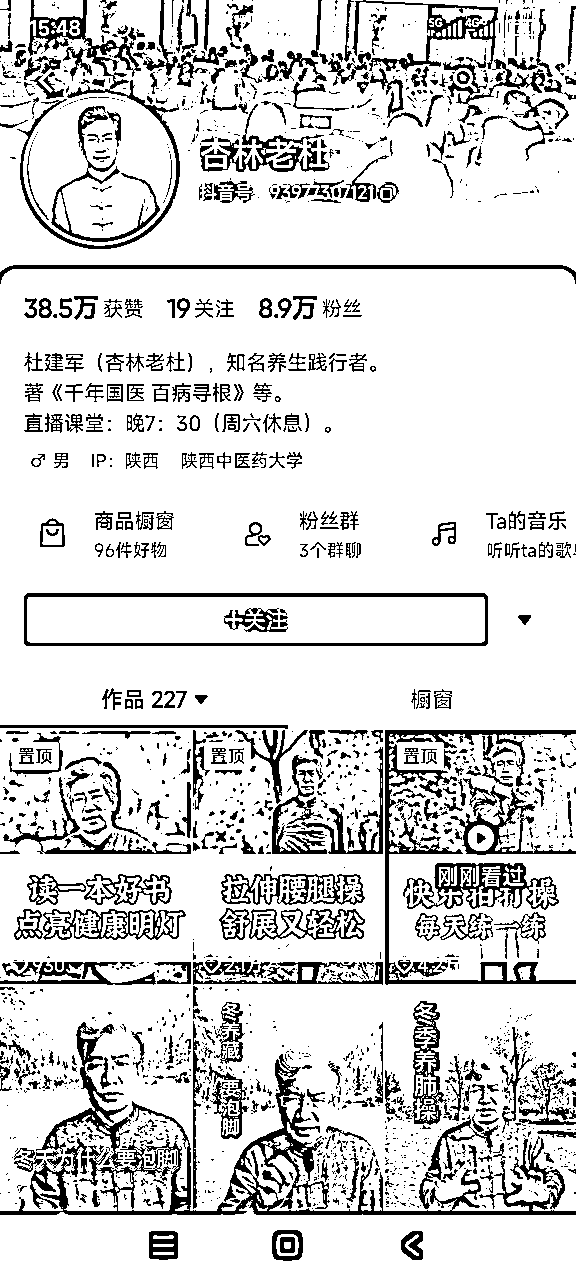 15:48
5G 4G
杏林老杜
抖音号：93977307121
38.5万 获赞 19 关注 8.9万 粉丝
杜建军（杏林老杜），知名养生践行者。
著《千年国医 百病寻根》等。
直播课堂：晚7：30（周六休息）。
♂ 男 IP：陕西 陕西中医药大学
商品橱窗 粉丝群 Ta的音乐
96件好物 3个群聊 听听ta的歌
+关注
作品 227 橱窗
置顶 置顶 置顶
刚刚看过
读一本好书 拉伸腰腿操 快乐拍打操
点亮健康明灯 舒展又轻松 每天练一练
冬养藏 要泡脚
冬季养肺操
冬天为什么要泡脚